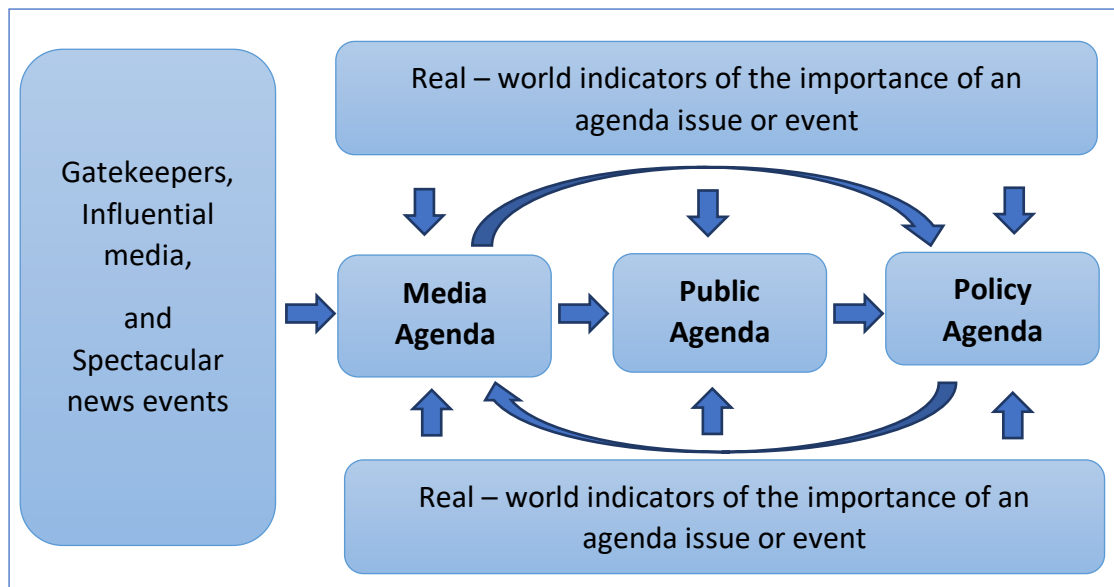 Gatekeepers,
Influential
media,
and
Spectacular
news events
Real – world indicators of the importance of an
agenda issue or event
Media
Agenda
Public
Agenda
Policy
Agenda
Real – world indicators of the importance of an
agenda issue or event